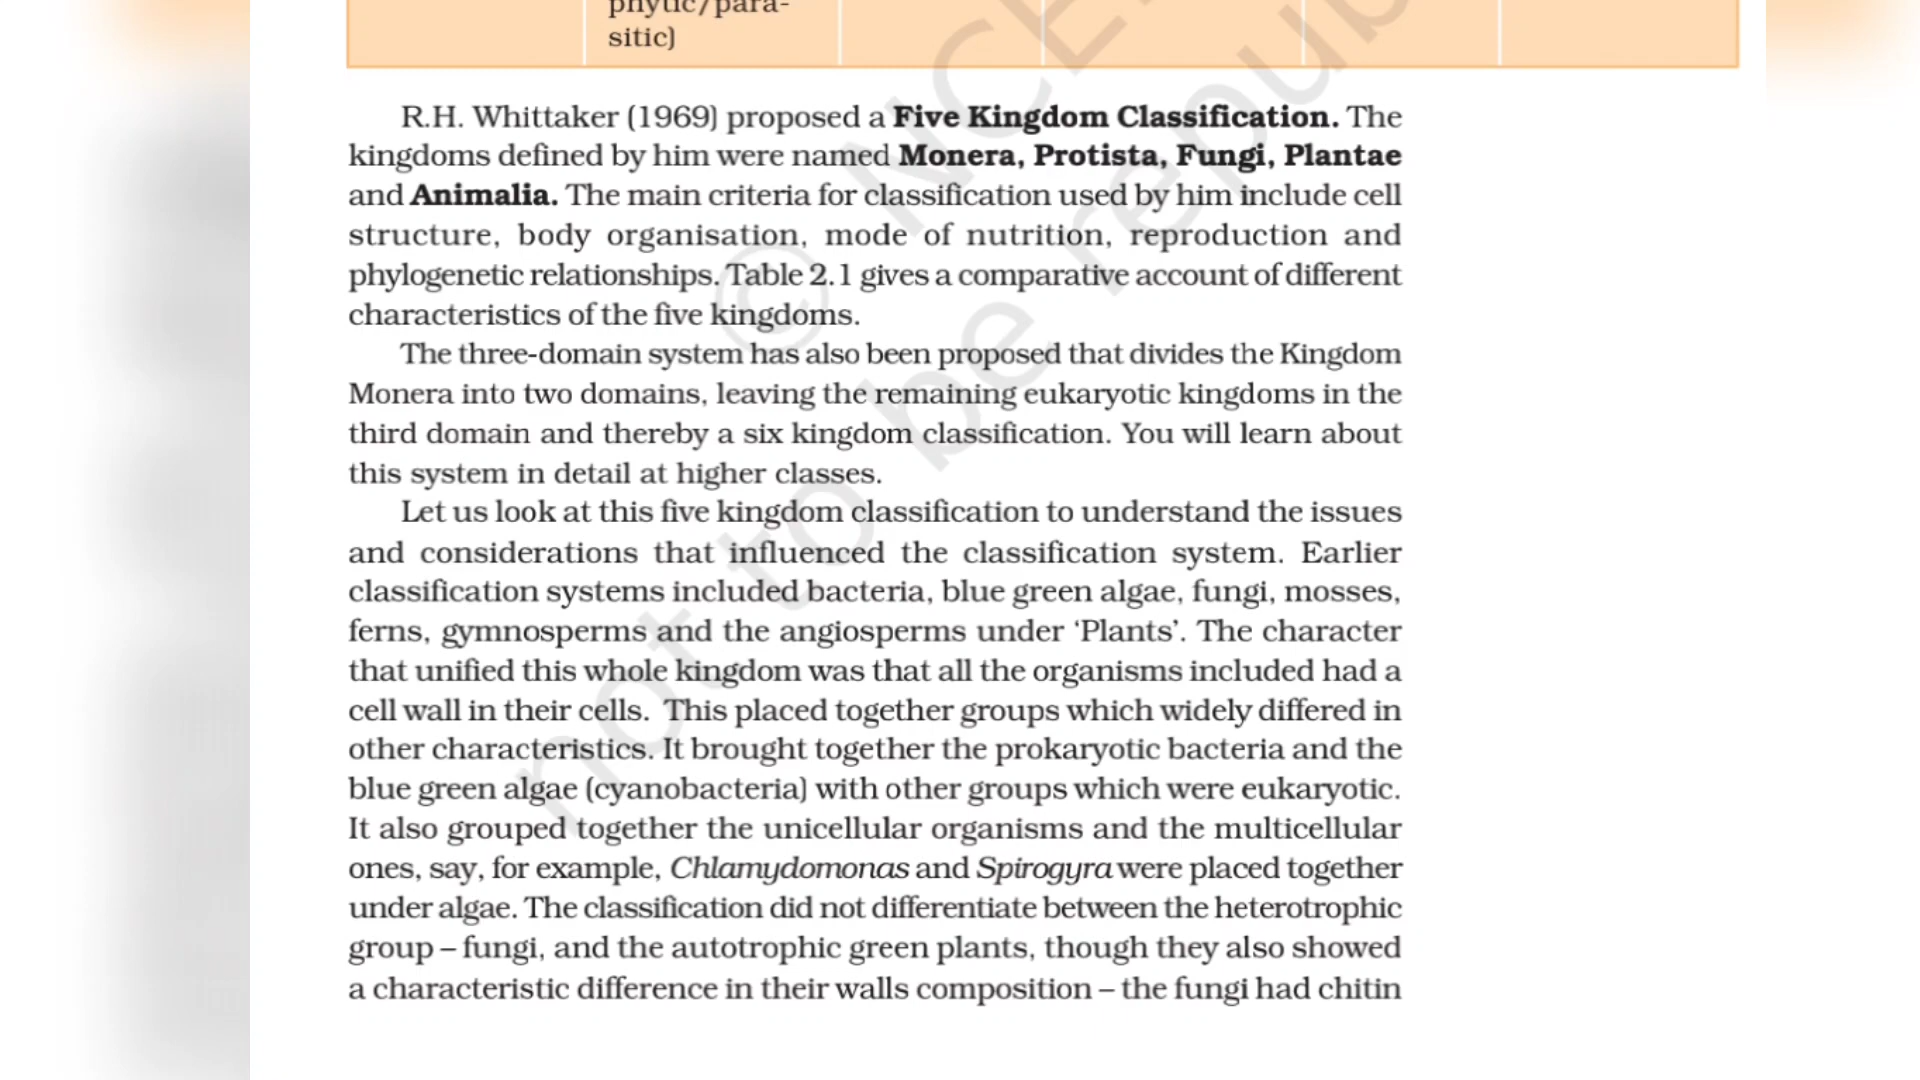 phytic/para-
sitic)
R.H. Whittaker (1969) proposed a Five Kingdom Classification. The
kingdoms defined by him were named Monera, Protista, Fungi, Plantae
and Animalia. The main criteria for classification used by him include cell
structure, body organisation, mode of nutrition, reproduction and
phylogenetic relationships. Table 2.1 gives a comparative account of different
characteristics of the five kingdoms.
The three-domain system has also been proposed that divides the Kingdom
Monera into two domains, leaving the remaining eukaryotic kingdoms in the
third domain and thereby a six kingdom classification. You will learn about
this system in detail at higher classes.
Let us look at this five kingdom classification to understand the issues
and considerations that influenced the classification system. Earlier
classification systems included bacteria, blue green algae, fungi, mosses,
ferns, gymnosperms and the angiosperms under ‘Plants’. The character
that unified this whole kingdom was that all the organisms included had a
cell wall in their cells. This placed together groups which widely differed in
other characteristics. It brought together the prokaryotic bacteria and the
blue green algae (cyanobacteria) with other groups which were eukaryotic.
It also grouped together the unicellular organisms and the multicellular
ones, say, for example, Chlamydomonas and Spirogyra were placed together
under algae. The classification did not differentiate between the heterotrophic
group – fungi, and the autotrophic green plants, though they also showed
a characteristic difference in their walls composition – the fungi had chitin
© NCE
not to be repub